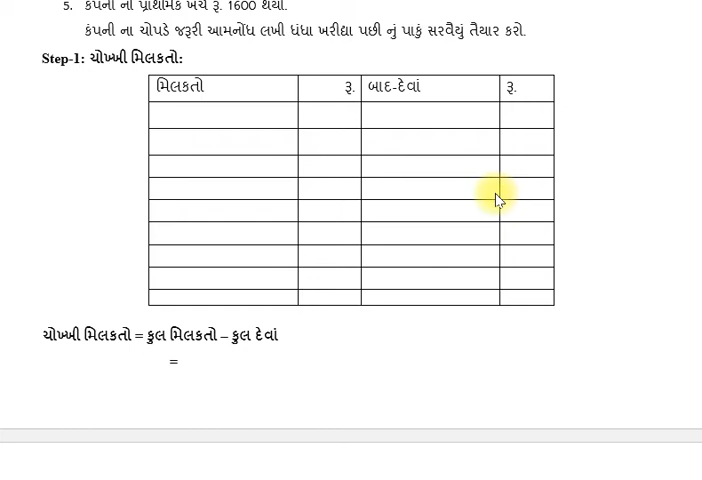 5. કંપની ના પ્રાથમિક ખર્ચ રૂ. 1600 થયા.
કંપની ના ચોપડે જરૂરી આમનોંધ લખી ધંધા ખરીદ્યા પછી નું પાકું સરવૈયું તૈયાર કરો.
Step-1: ચોખ્ખી મિલકતો:
મિલકતો રૂ. બાદ-દેવાં રૂ.
ચોખ્ખી મિલકતો = કુલ મિલકતો – કુલ દેવાં
=